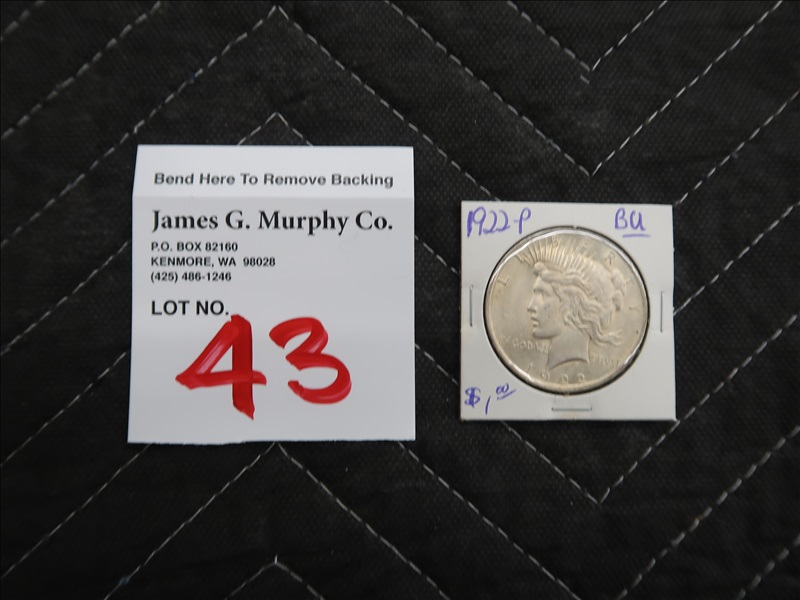 Bend Here To Remove Backing
James G. Murphy Co.
P.O. BOX 82160
KENMORE, WA 98028
(425) 486-1246
LOT NO.
43
1922-P BU
LIBERTY
1922
$1.00